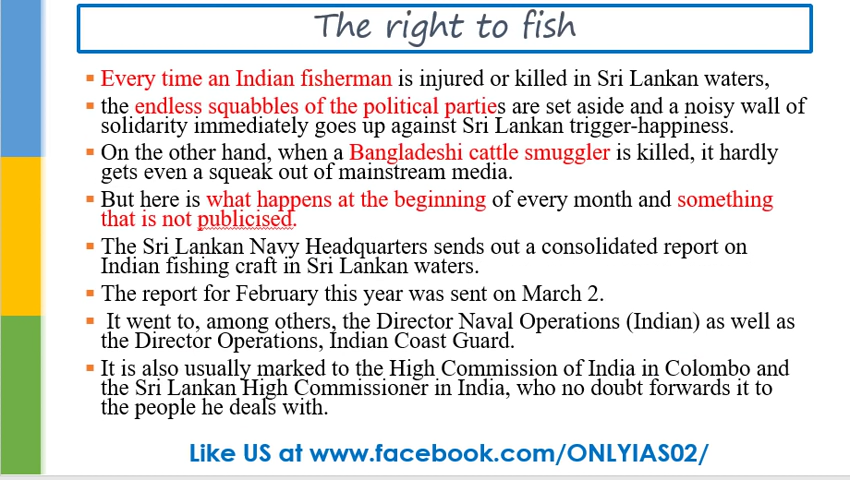 The right to fish
▪ Every time an Indian fisherman is injured or killed in Sri Lankan waters,
▪ the endless squabbles of the political parties are set aside and a noisy wall of
solidarity immediately goes up against Sri Lankan trigger-happiness.
▪ On the other hand, when a Bangladeshi cattle smuggler is killed, it hardly
gets even a squeak out of mainstream media.
▪ But here is what happens at the beginning of every month and something
that is not publicised.
▪ The Sri Lankan Navy Headquarters sends out a consolidated report on
Indian fishing craft in Sri Lankan waters.
▪ The report for February this year was sent on March 2.
▪ It went to, among others, the Director Naval Operations (Indian) as well as
the Director Operations, Indian Coast Guard.
▪ It is also usually marked to the High Commission of India in Colombo and
the Sri Lankan High Commissioner in India, who no doubt forwards it to
the people he deals with.
Like US at www.facebook.com/ONLYIAS02/